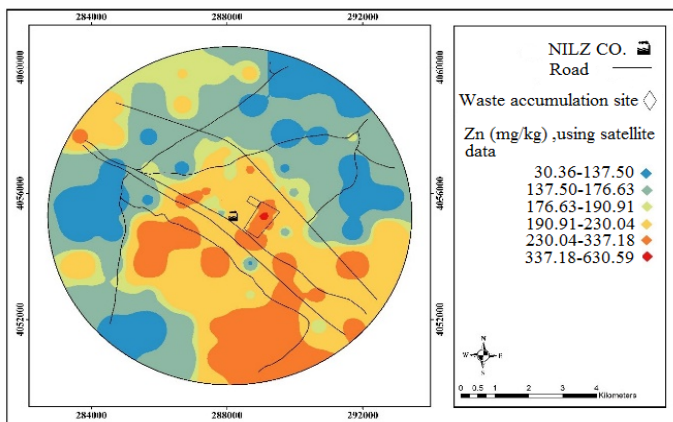 284000 288000 292000
4060000
4060000
4056000
4056000
4052000
4052000
284000 288000 292000
NILZ CO.
Road
Waste accumulation site
Zn (mg/kg) ,using satellite
data
30.36-137.50
137.50-176.63
176.63-190.91
190.91-230.04
230.04-337.18
337.18-630.59
N
W E
S
0 0.5 1 2 3 4
Kilometers